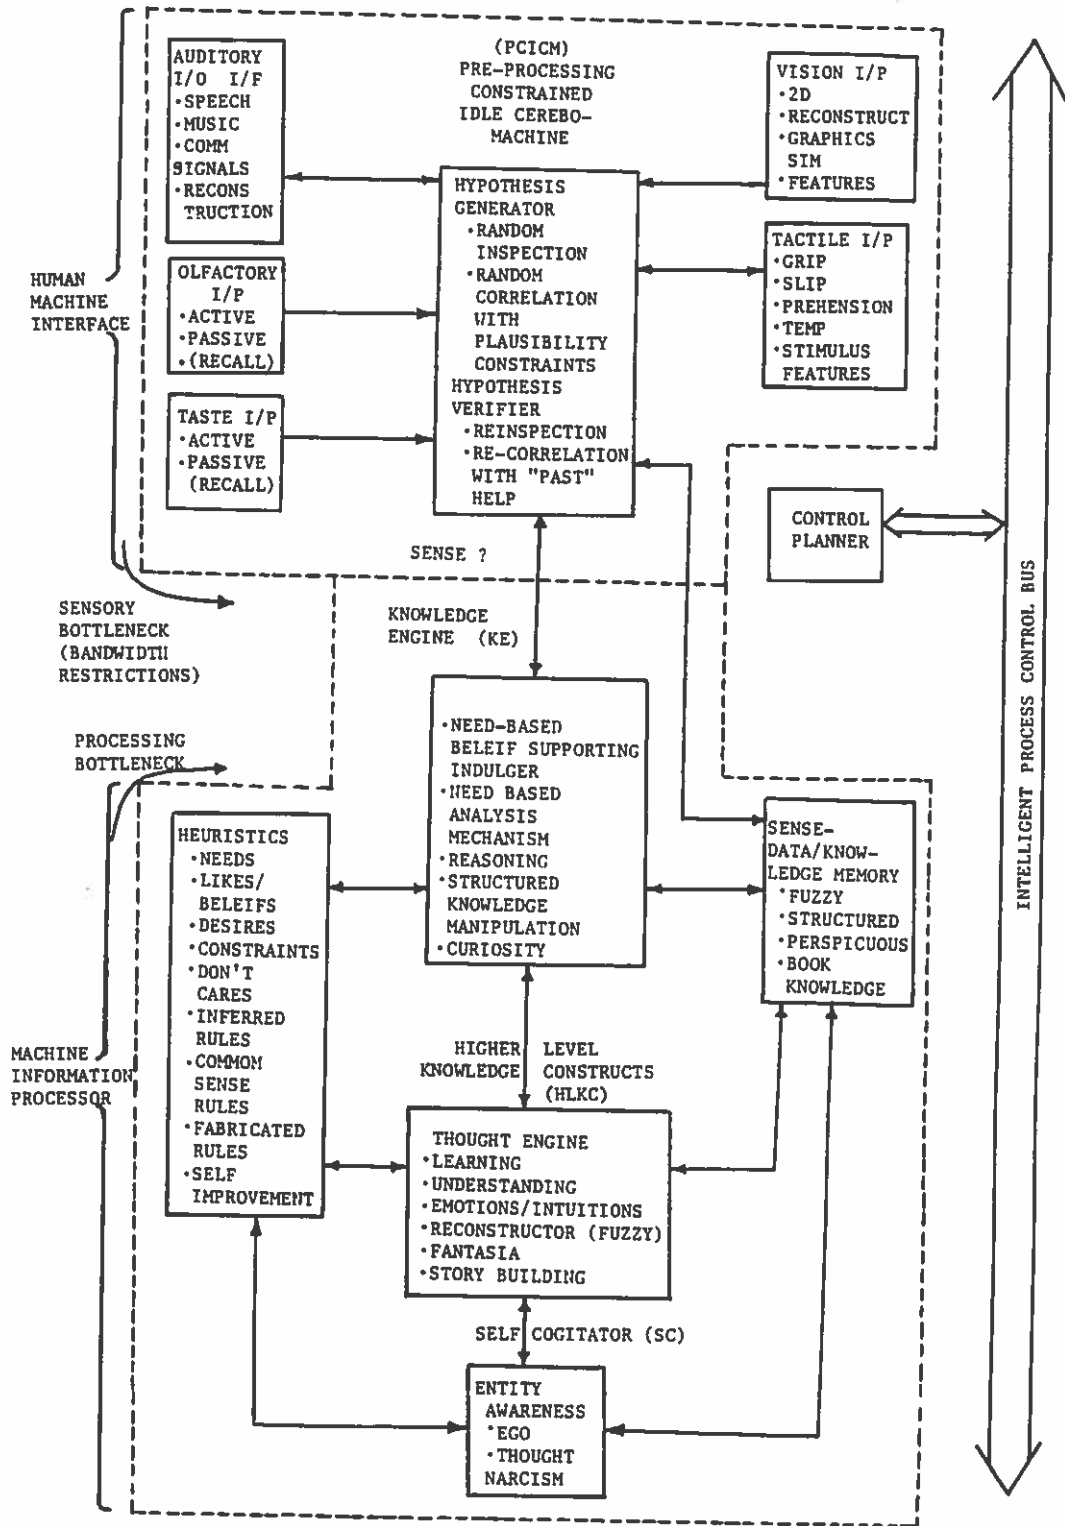 (PCICM)
PRE-PROCESSING
CONSTRAINED
IDLE CEREBO-
MACHINE
AUDITORY
I/O I/F
•SPEECH
•MUSIC
•COMM
SIGNALS
•RECONS
TRUCTION
VISION I/P
•2D
•RECONSTRUCT
•GRAPHICS
SIM
•FEATURES
HYPOTHESIS
GENERATOR
•RANDOM
INSPECTION
•RANDOM
CORRELATION
WITH
PLAUSIBILITY
CONSTRAINTS
HYPOTHESIS
VERIFIER
•REINSPECTION
•RE-CORRELATION
WITH "PAST"
HELP
TACTILE I/P
•GRIP
•SLIP
•PREHENSION
•TEMP
•STIMULUS
FEATURES
HUMAN
MACHINE
INTERFACE
OLFACTORY
I/P
•ACTIVE
•PASSIVE
•(RECALL)
TASTE I/P
•ACTIVE
•PASSIVE
(RECALL)
CONTROL
PLANNER
SENSE ?
SENSORY
BOTTLENECK
(BANDWIDTH
RESTRICTIONS)
KNOWLEDGE
ENGINE (KE)
INTELLIGENT PROCESS CONTROL BUS
PROCESSING
BOTTLENECK
•NEED-BASED
BELEIF SUPPORTING
INDULGER
•NEED BASED
ANALYSIS
MECHANISM
•REASONING
•STRUCTURED
KNOWLEDGE
MANIPULATION
•CURIOSITY
HEURISTICS
•NEEDS
•LIKES/
BELEIFS
•DESIRES
•CONSTRAINTS
•DON'T
CARES
•INFERRED
RULES
•COMMOM
SENSE
RULES
•FABRICATED
RULES
•SELF
IMPROVEMENT
SENSE-
DATA/KNOW-
LEDGE MEMORY
•FUZZY
•STRUCTURED
•PERSPICUOUS
•BOOK
KNOWLEDGE
MACHINE
INFORMATION
PROCESSOR
HIGHER LEVEL
KNOWLEDGE CONSTRUCTS
(HLKC)
THOUGHT ENGINE
•LEARNING
•UNDERSTANDING
•EMOTIONS/INTUITIONS
•RECONSTRUCTOR (FUZZY)
•FANTASIA
•STORY BUILDING
SELF COGITATOR (SC)
ENTITY
AWARENESS
•EGO
•THOUGHT
NARCISM